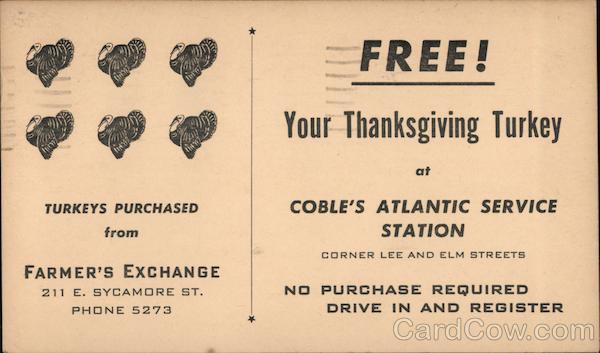 TURKEYS PURCHASED
from
FARMER'S EXCHANGE
211 E. SYCAMORE ST.
PHONE 5273
FREE!
Your Thanksgiving Turkey
at
COBLE'S ATLANTIC SERVICE
STATION
CORNER LEE AND ELM STREETS
NO PURCHASE REQUIRED
DRIVE IN AND REGISTER
CardCow.com